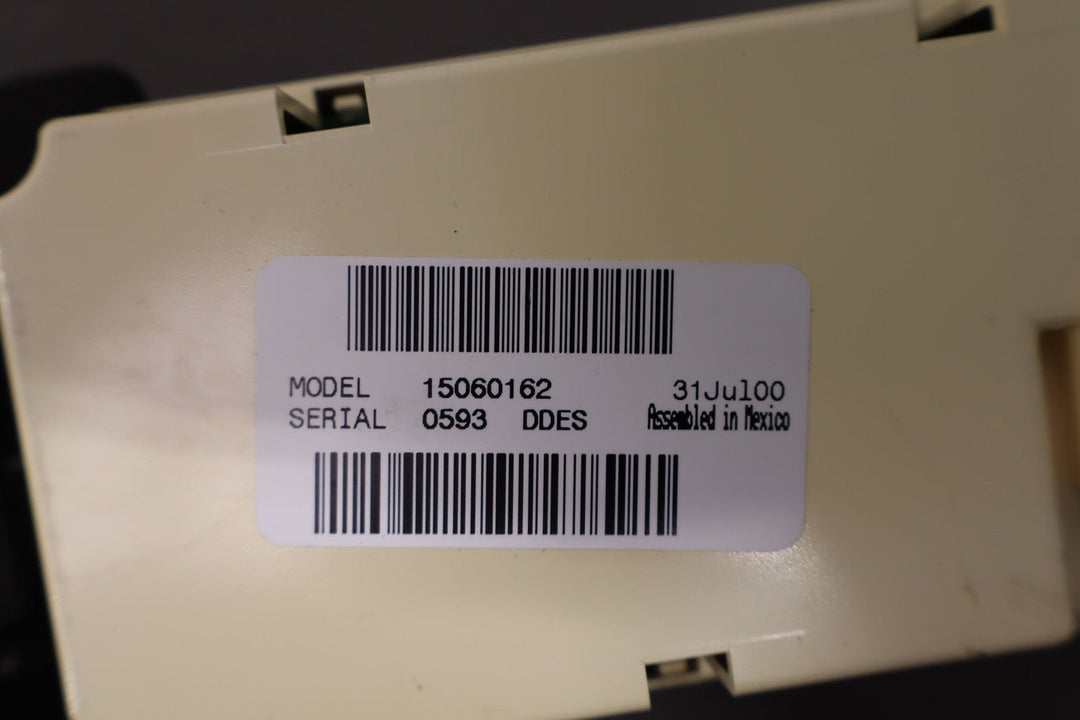 MODEL 15060162 31Jul00
SERIAL 0593 DDES Assembled in Mexico